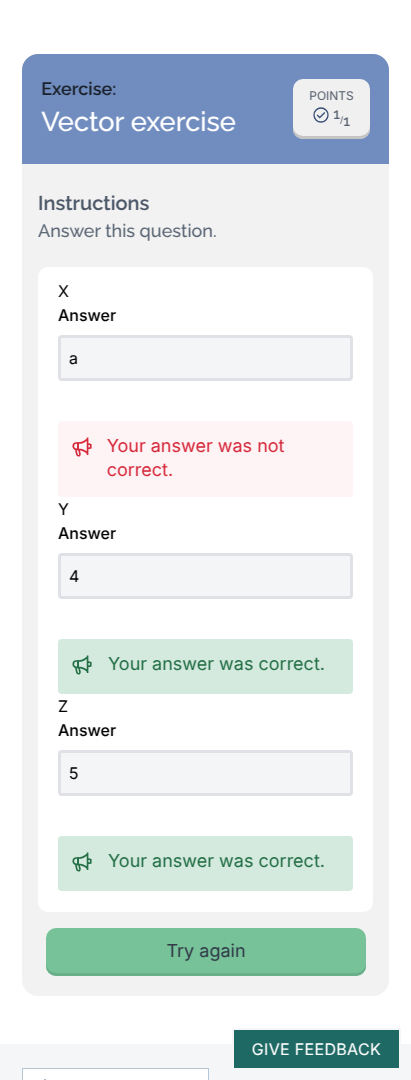 Exercise:
Vector exercise
POINTS
1/1
Instructions
Answer this question.
X
Answer
a
Your answer was not
correct.
Y
Answer
4
Your answer was correct.
Z
Answer
5
Your answer was correct.
Try again
GIVE FEEDBACK